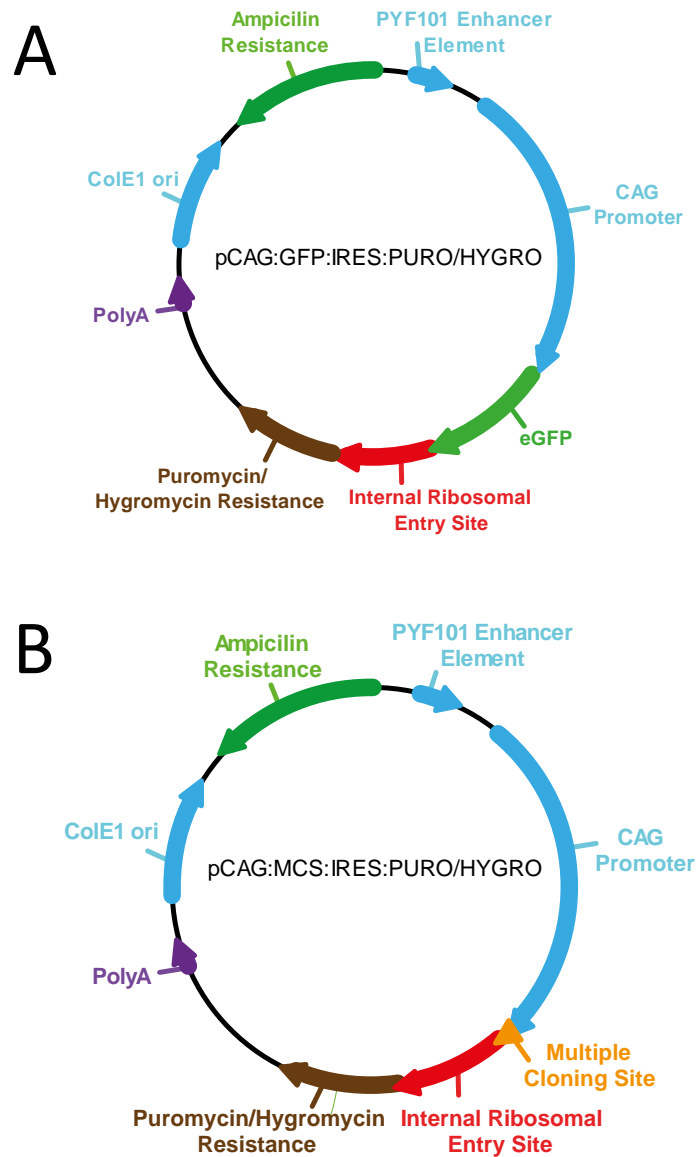 A
Ampicilin
Resistance
PYF101 Enhancer
Element
ColE1 ori
CAG
Promoter
pCAG:GFP:IRES:PURO/HYGRO
PolyA
eGFP
Puromycin/
Hygromycin Resistance
Internal Ribosomal
Entry Site
B
Ampicilin
Resistance
PYF101 Enhancer
Element
ColE1 ori
CAG
Promoter
pCAG:MCS:IRES:PURO/HYGRO
PolyA
Multiple
Cloning Site
Puromycin/Hygromycin
Resistance
Internal Ribosomal
Entry Site